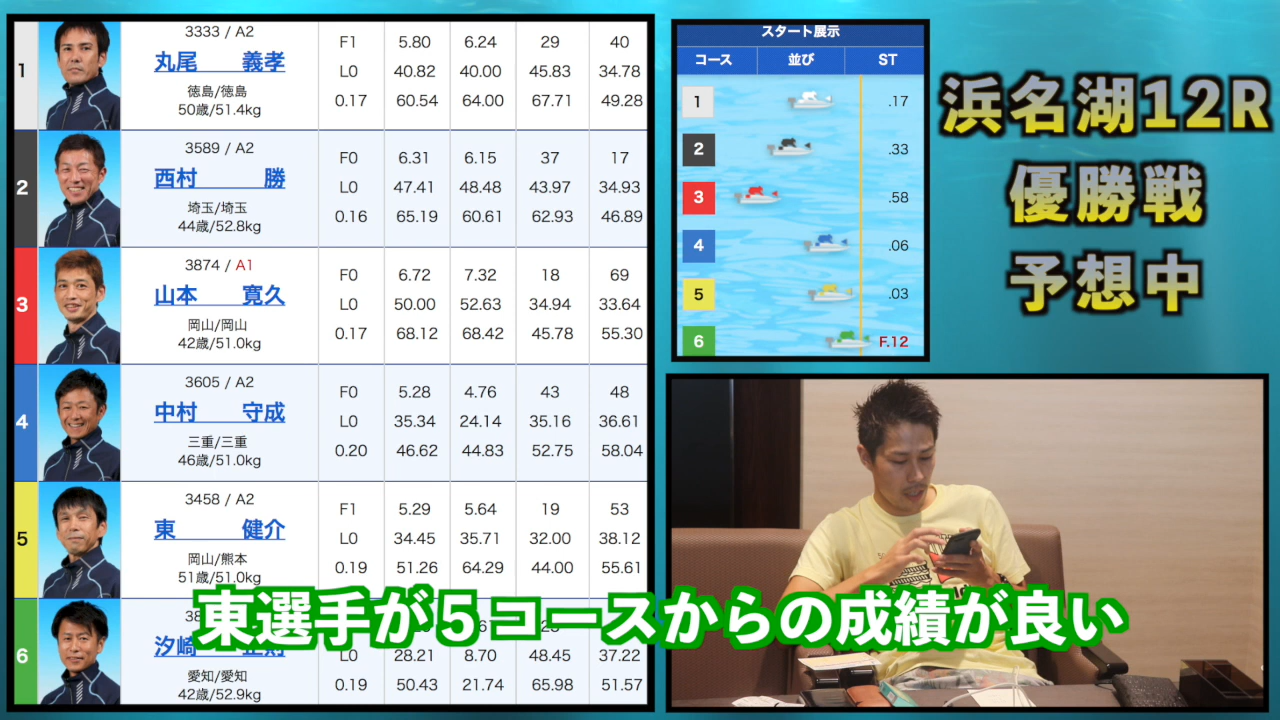 1
3333 / A2
丸尾 義孝
徳島/徳島
50歳/51.4kg
F1 5.80 6.24 29 40
L0 40.82 40.00 45.83 34.78
0.17 60.54 64.00 67.71 49.28
2
3589 / A2
西村 勝
埼玉/埼玉
44歳/52.8kg
F0 6.31 6.15 37 17
L0 47.41 48.48 43.97 34.93
0.16 65.19 60.61 62.93 46.89
3
3874 / A1
山本 寛久
岡山/岡山
42歳/51.0kg
F0 6.72 7.32 18 69
L0 50.00 52.63 34.94 33.64
0.17 68.12 68.42 45.78 55.30
4
3605 / A2
中村 守成
三重/三重
46歳/51.0kg
F0 5.28 4.76 43 48
L0 35.34 24.14 35.16 36.61
0.20 46.62 44.83 52.75 58.04
5
3458 / A2
東 健介
岡山/熊本
51歳/51.0kg
F1 5.29 5.64 19 53
L0 34.45 35.71 32.00 38.12
0.19 51.26 64.29 44.00 55.61
6
汐崎 正則
愛知/愛知
42歳/52.9kg
L0 28.21 8.70 48.45 37.22
0.19 50.43 21.74 65.98 51.57
スタート展示
コース 並び ST
1 .17
2 .33
3 .58
4 .06
5 .03
6 F.12
浜名湖12R
優勝戦
予想中
東選手が5コースからの成績が良い